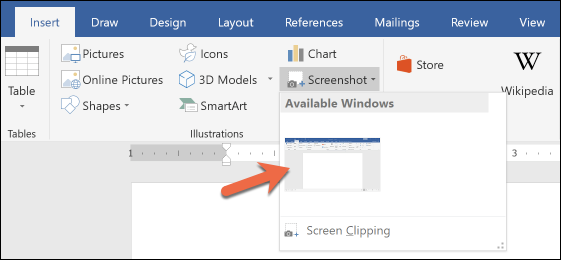 Insert Draw Design Layout References Mailings Review View
Pictures Icons Chart
Online Pictures 3D Models Screenshot Store
Table Shapes SmartArt W Wikipedia
Tables Illustrations
Available Windows
1 3
Screen Clipping